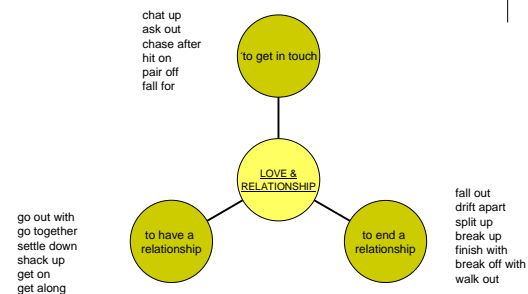 chat up
ask out
chase after
hit on
pair off
fall for
to get in touch
LOVE &
RELATIONSHIP
to have a
relationship
to end a
relationship
go out with
go together
settle down
shack up
get on
get along
fall out
drift apart
split up
break up
finish with
break off with
walk out